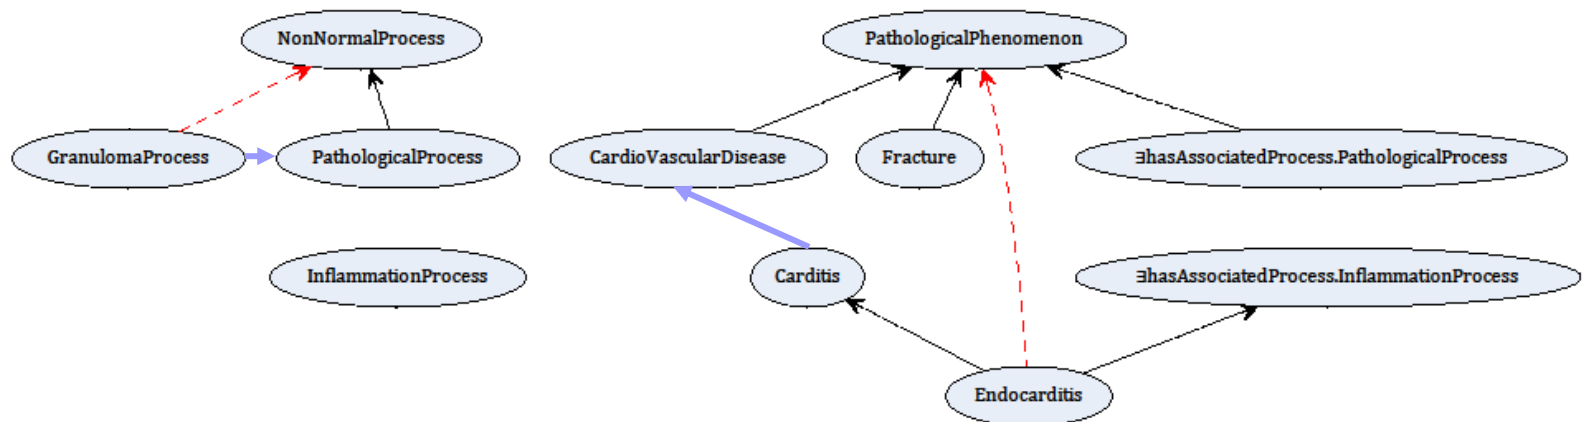 NonNormalProcess
PathologicalPhenomenon
GranulomaProcess
PathologicalProcess
CardioVascularDisease
Fracture
∃hasAssociatedProcess.PathologicalProcess
InflammationProcess
Carditis
∃hasAssociatedProcess.InflammationProcess
Endocarditis